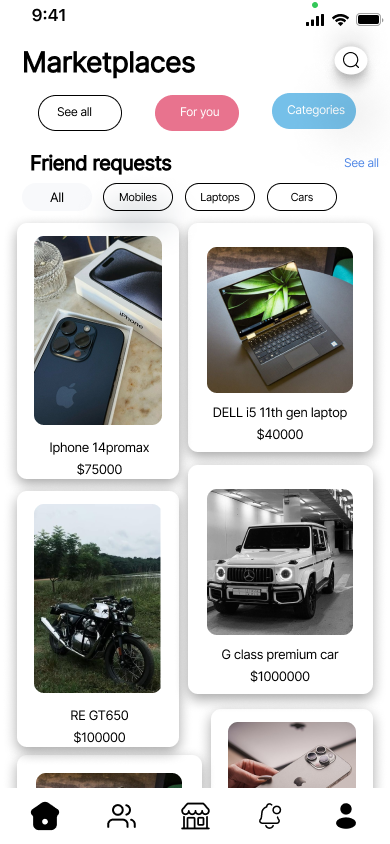 9:41
Marketplaces
See all
For you
Categories
Friend requests
See all
All
Mobiles
Laptops
Cars
iPhone
Iphone 14promax
$75000
DELL i5 11th gen laptop
$40000
RE GT650
$100000
G class premium car
$1000000